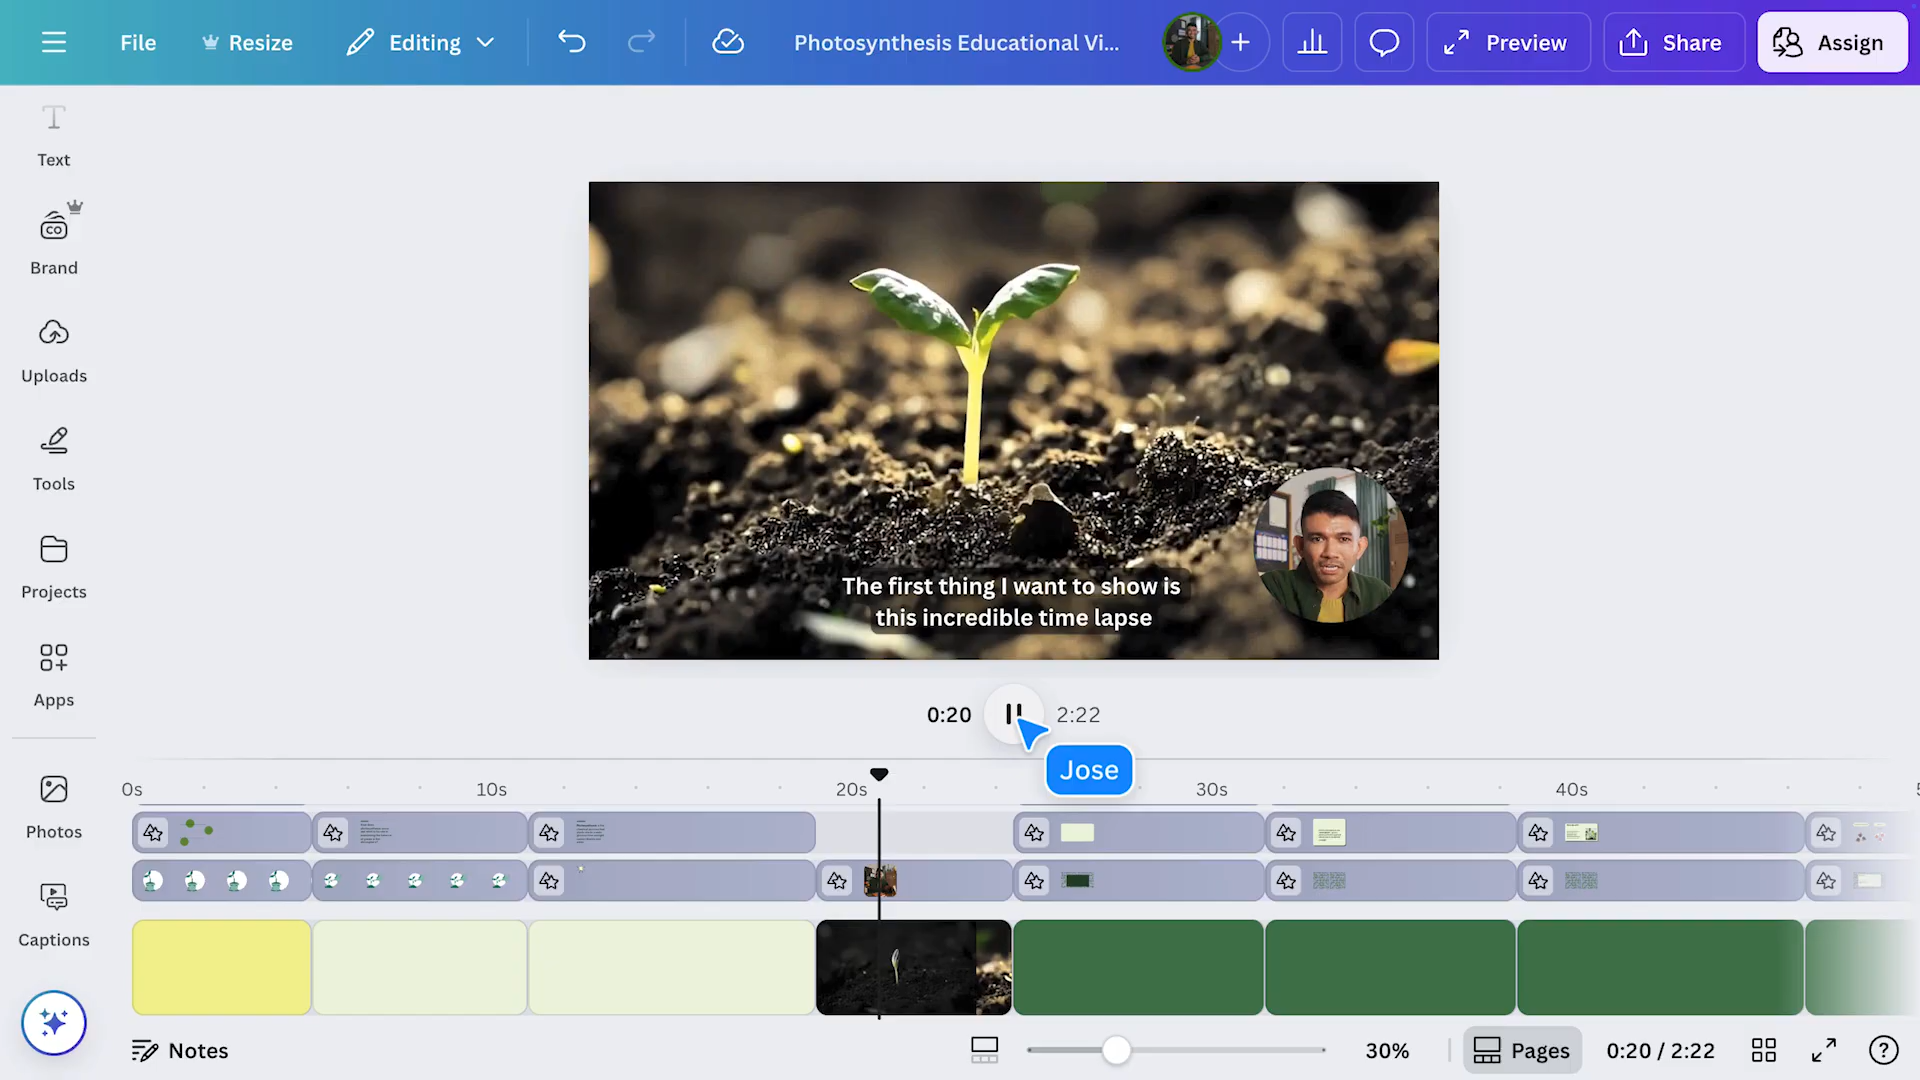 File
Resize
Editing
Photosynthesis Educational Vi...
Preview
Share
Assign
Text
Brand
Uploads
Tools
Projects
Apps
Photos
Captions
The first thing I want to show is
this incredible time lapse
0:20
2:22
Jose
0s
10s
20s
30s
40s
Notes
30%
Pages
0:20 / 2:22